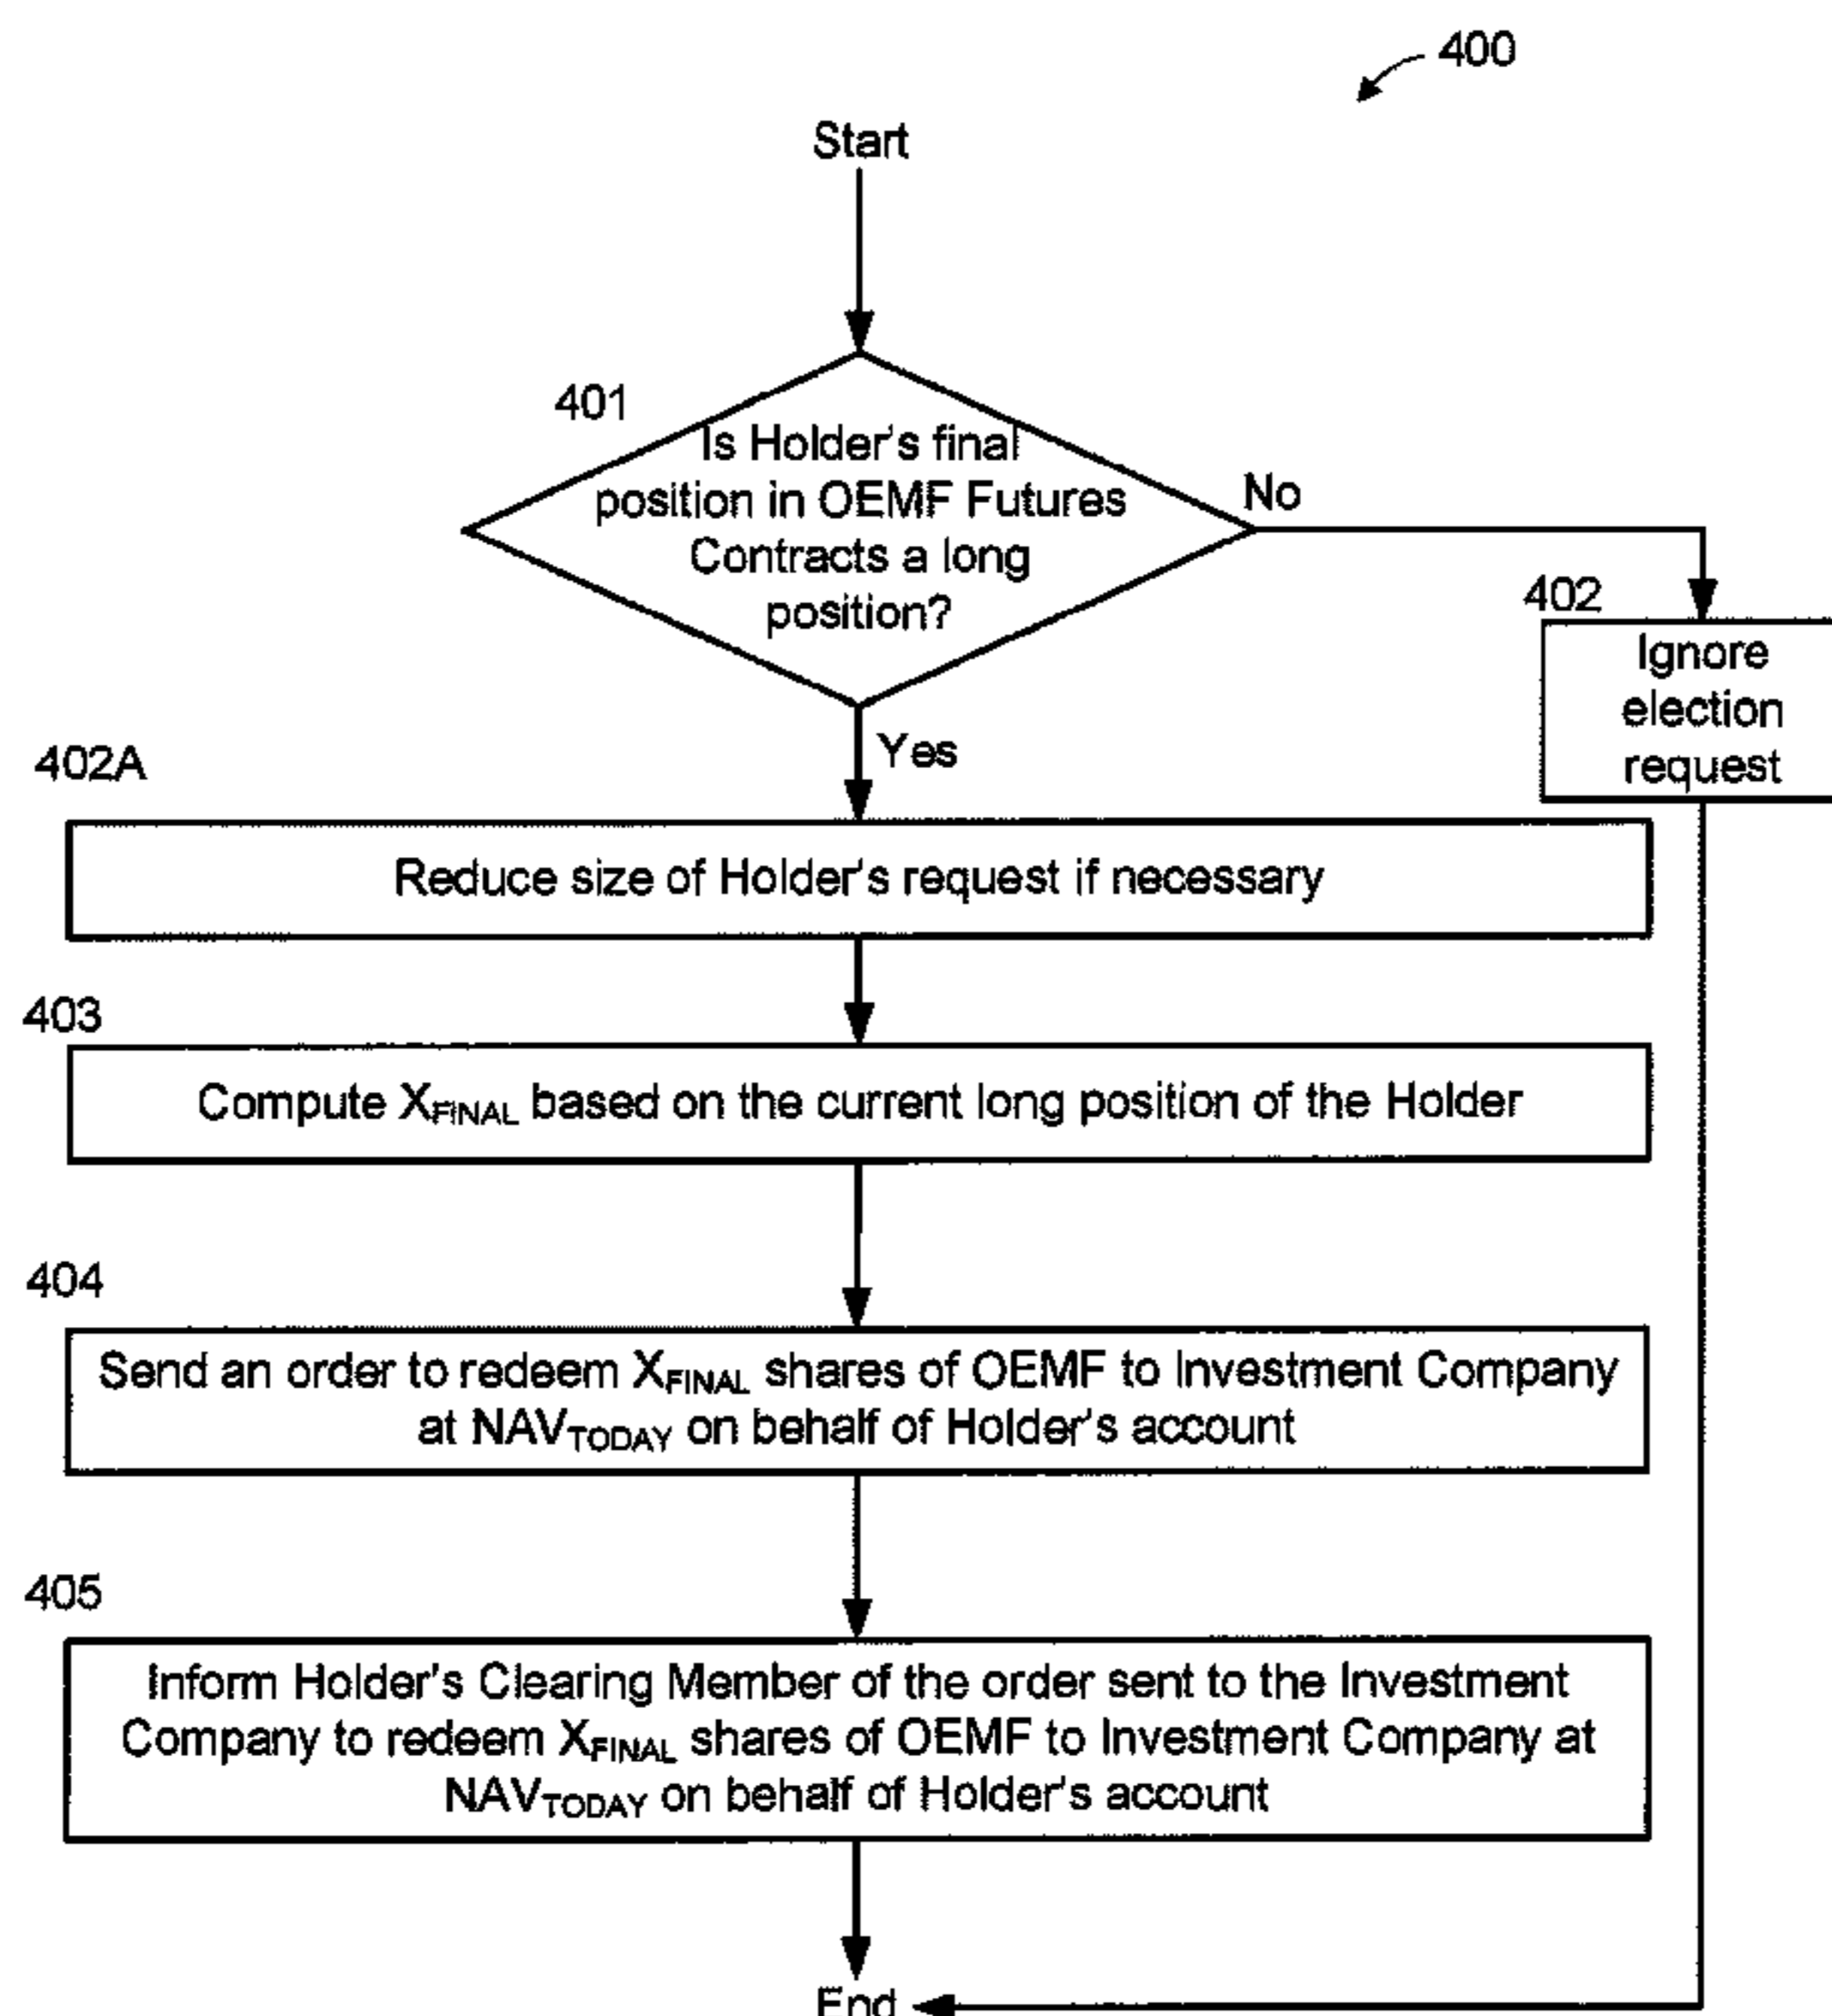 400
Start
401
Is Holder's final
position in OEMF Futures
Contracts a long
position?
No
402
Ignore
election
request
Yes
402A
Reduce size of Holder's request if necessary
403
Compute XFINAL based on the current long position of the Holder
404
Send an order to redeem XFINAL shares of OEMF to Investment Company
at NAVTODAY on behalf of Holder's account
405
Inform Holder's Clearing Member of the order sent to the Investment
Company to redeem XFINAL shares of OEMF to Investment Company at
NAVTODAY on behalf of Holder's account
End